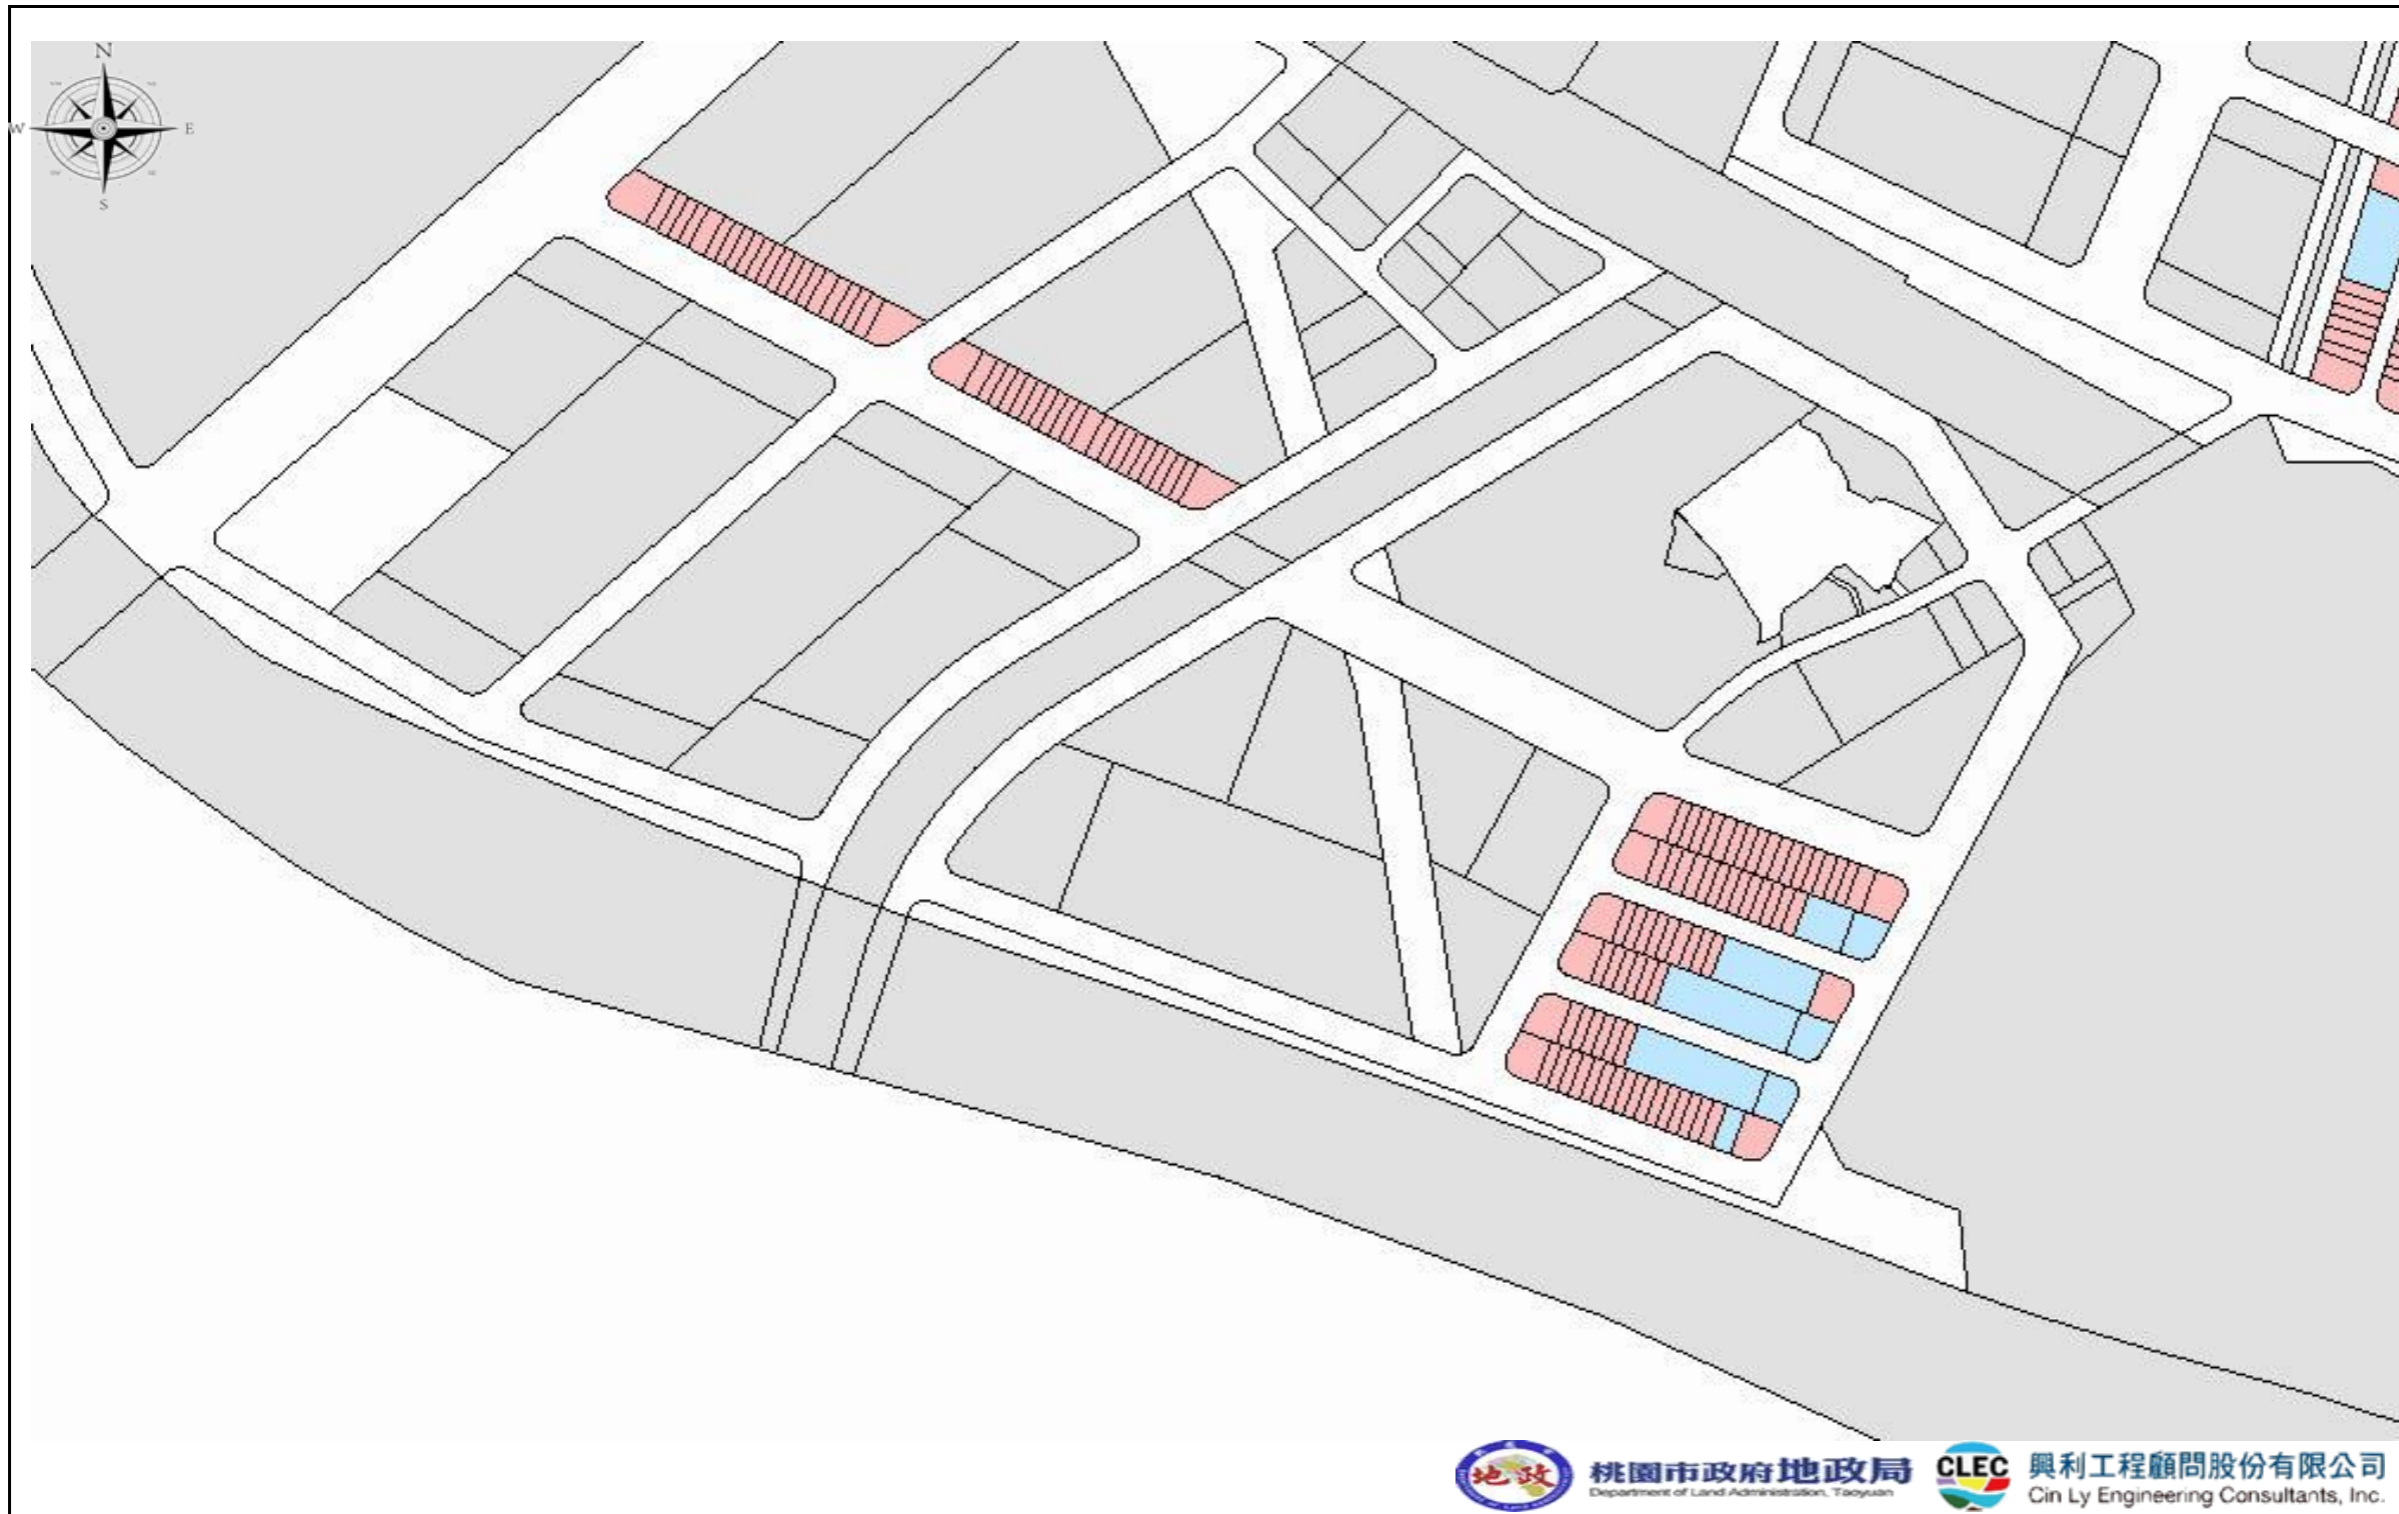 N
W
E
S
地政
桃園市政府地政局
Department of Land Administration, Taoyuan
CLEC
興利工程顧問股份有限公司
Cin Ly Engineering Consultants, Inc.